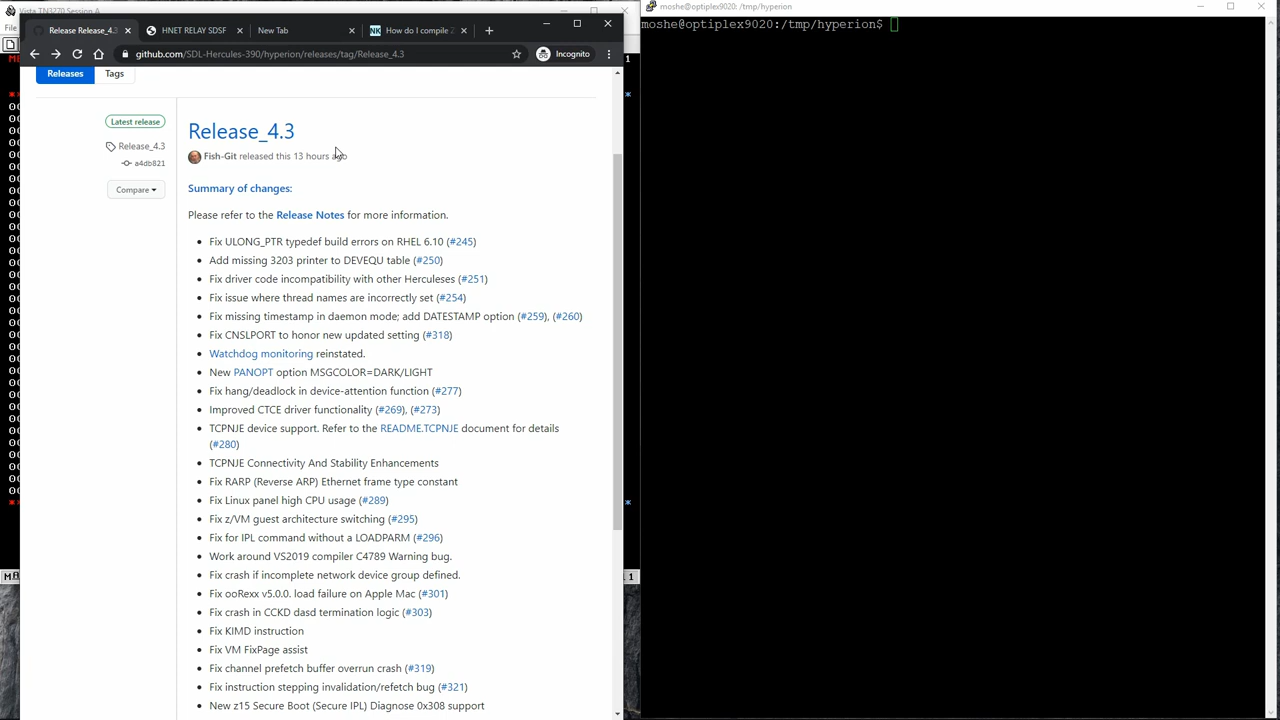 Vista TN3270 Session A
File
Release Release_4.3
HNET RELAY SDSF
New Tab
NK How do I compile
github.com/SDL-Hercules-390/hyperion/releases/tag/Release_4.3
Incognito
Releases
Tags
Latest release
Release_4.3
a4db821
Compare
Release_4.3
Fish-Git released this 13 hours ago
Summary of changes:
Please refer to the Release Notes for more information.
Fix ULONG_PTR typedef build errors on RHEL 6.10 (#245)
Add missing 3203 printer to DEVEQU table (#250)
Fix driver code incompatibility with other Herculeses (#251)
Fix issue where thread names are incorrectly set (#254)
Fix missing timestamp in daemon mode; add DATESTAMP option (#259), (#260)
Fix CNSLPORT to honor new updated setting (#318)
Watchdog monitoring reinstated.
New PANOPT option MSGCOLOR=DARK/LIGHT
Fix hang/deadlock in device-attention function (#277)
Improved CTCE driver functionality (#269), (#273)
TCPNJE device support. Refer to the README.TCPNJE document for details
(#280)
TCPNJE Connectivity And Stability Enhancements
Fix RARP (Reverse ARP) Ethernet frame type constant
Fix Linux panel high CPU usage (#289)
Fix z/VM guest architecture switching (#295)
Fix for IPL command without a LOADPARM (#296)
Work around VS2019 compiler C4789 Warning bug.
Fix crash if incomplete network device group defined.
Fix ooRexx v5.0.0. load failure on Apple Mac (#301)
Fix crash in CCKD dasd termination logic (#303)
Fix KIMD instruction
Fix VM FixPage assist
Fix channel prefetch buffer overrun crash (#319)
Fix instruction stepping invalidation/refetch bug (#321)
New z15 Secure Boot (Secure IPL) Diagnose 0x308 support
moshe@optiplex9020: /tmp/hyperion
moshe@optiplex9020:/tmp/hyperion$